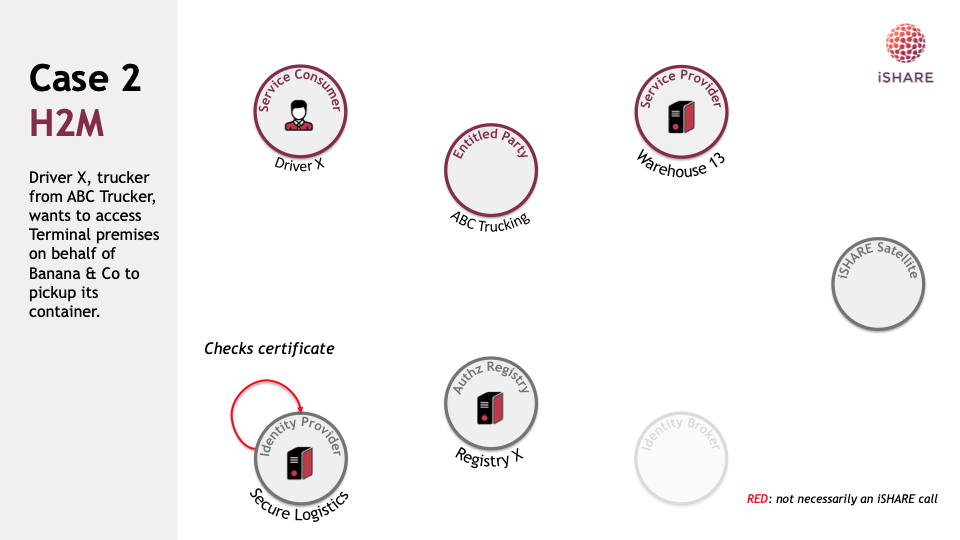 Case 2
H2M
Driver X, trucker
from ABC Trucker,
wants to access
Terminal premises
on behalf of
Banana & Co to
pickup its
container.
Service Consumer
Driver X
Entitled Party
ABC Trucking
Service Provider
Warehouse 13
iSHARE
iSHARE Satellite
Checks certificate
Identity Provider
Secure Logistics
Authz Registry
Registry X
Identity Broker
RED: not necessarily an iSHARE call